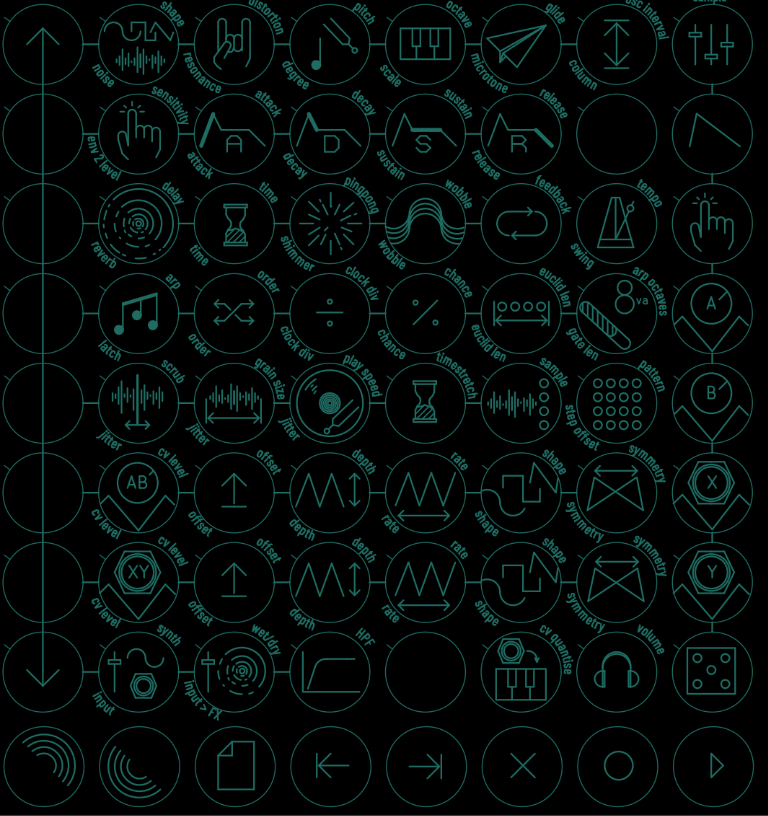 shape
distortion
pitch
octave
glide
osc interval
noise
resonance
degree
scale
microtone
column
sensitivity
attack
decay
sustain
release
A
D
S
R
env 2 level
attack
decay
sustain
release
delay
time
pingpong
wobble
feedback
tempo
reverb
time
shimmer
wobble
swing
arp
order
clock div
chance
euclid len
arp octaves
8va
A
latch
order
clock div
chance
euclid len
gate len
scrub
grain size
play speed
timestretch
sample
pattern
B
jitter
jitter
jitter
step offset
cv level
offset
depth
rate
shape
symmetry
AB
X
cv level
offset
depth
rate
shape
symmetry
cv level
offset
depth
rate
shape
symmetry
XY
Y
cv level
offset
depth
rate
shape
symmetry
synth
wet/dry
HPF
cv quantise
volume
input
input > FX